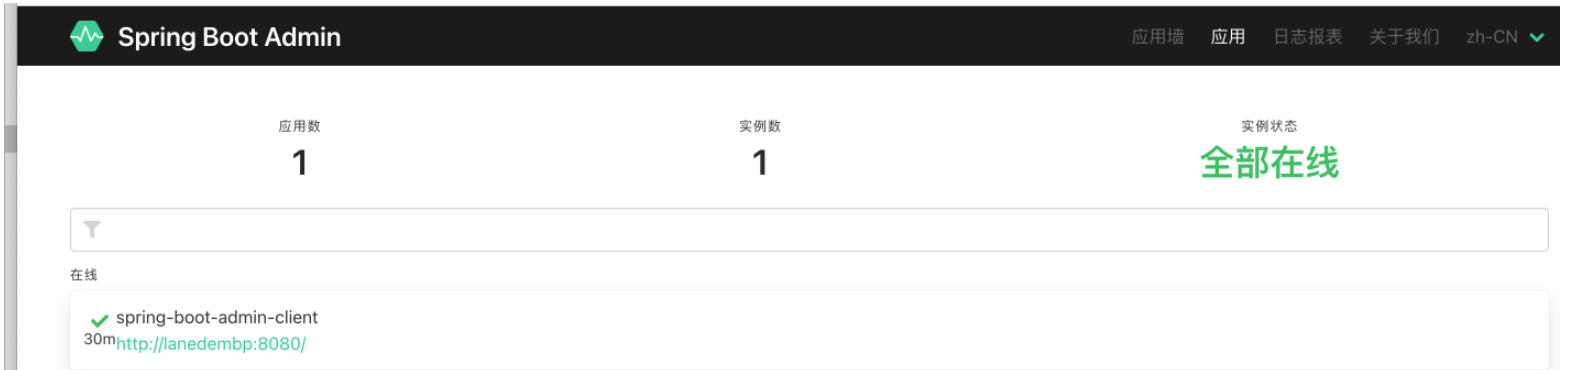 Spring Boot Admin
应用墙 应用 日志报表 关于我们 zh-CN
应用数 实例数 实例状态
1 1 全部在线
在线
spring-boot-admin-client
30m http://lanedembp:8080/